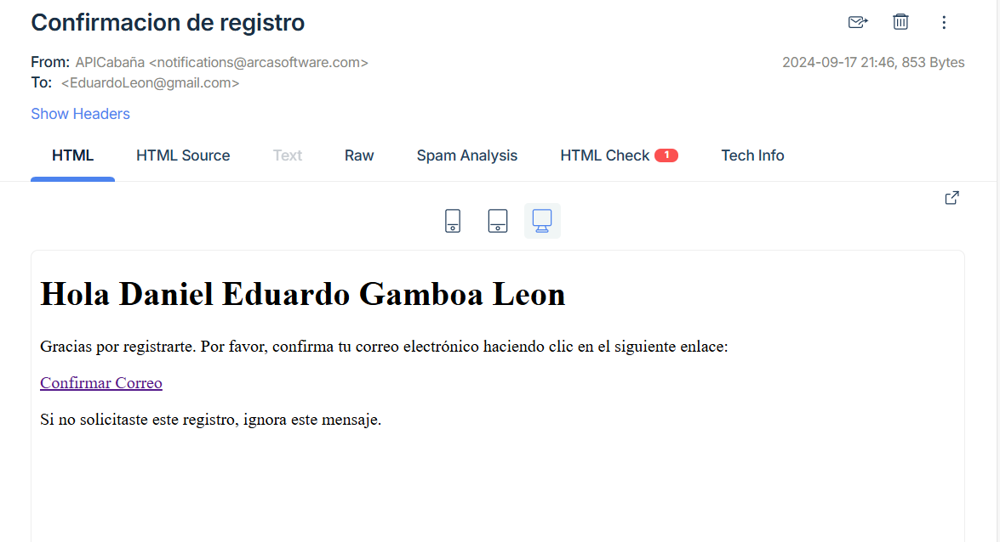 Confirmacion de registro
From: APICabaña <notifications@arcasoftware.com>
2024-09-17 21:46, 853 Bytes
To: <EduardoLeon@gmail.com>
Show Headers
HTML HTML Source Text Raw Spam Analysis HTML Check 1 Tech Info
Hola Daniel Eduardo Gamboa Leon
Gracias por registrarte. Por favor, confirma tu correo electrónico haciendo clic en el siguiente enlace:
Confirmar Correo
Si no solicitaste este registro, ignora este mensaje.